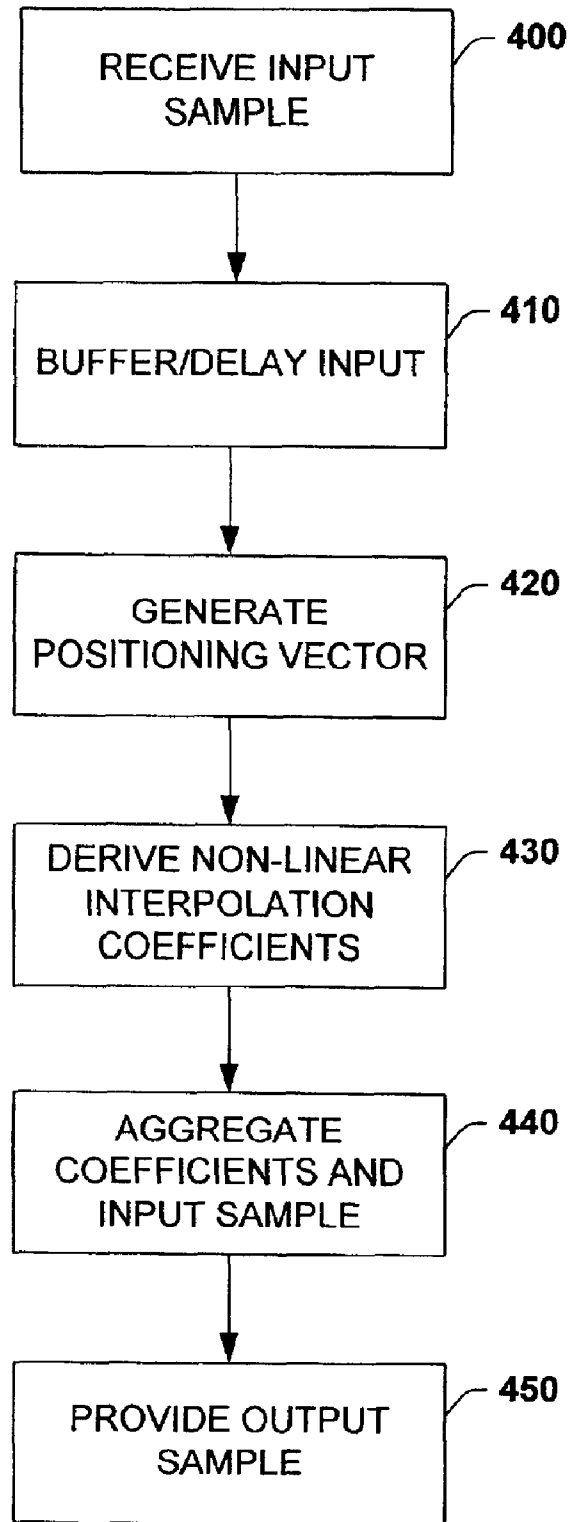 RECEIVE INPUT
SAMPLE
400
BUFFER/DELAY INPUT
410
GENERATE
POSITIONING VECTOR
420
DERIVE NON-LINEAR
INTERPOLATION
COEFFICIENTS
430
AGGREGATE
COEFFICIENTS AND
INPUT SAMPLE
440
PROVIDE OUTPUT
SAMPLE
450